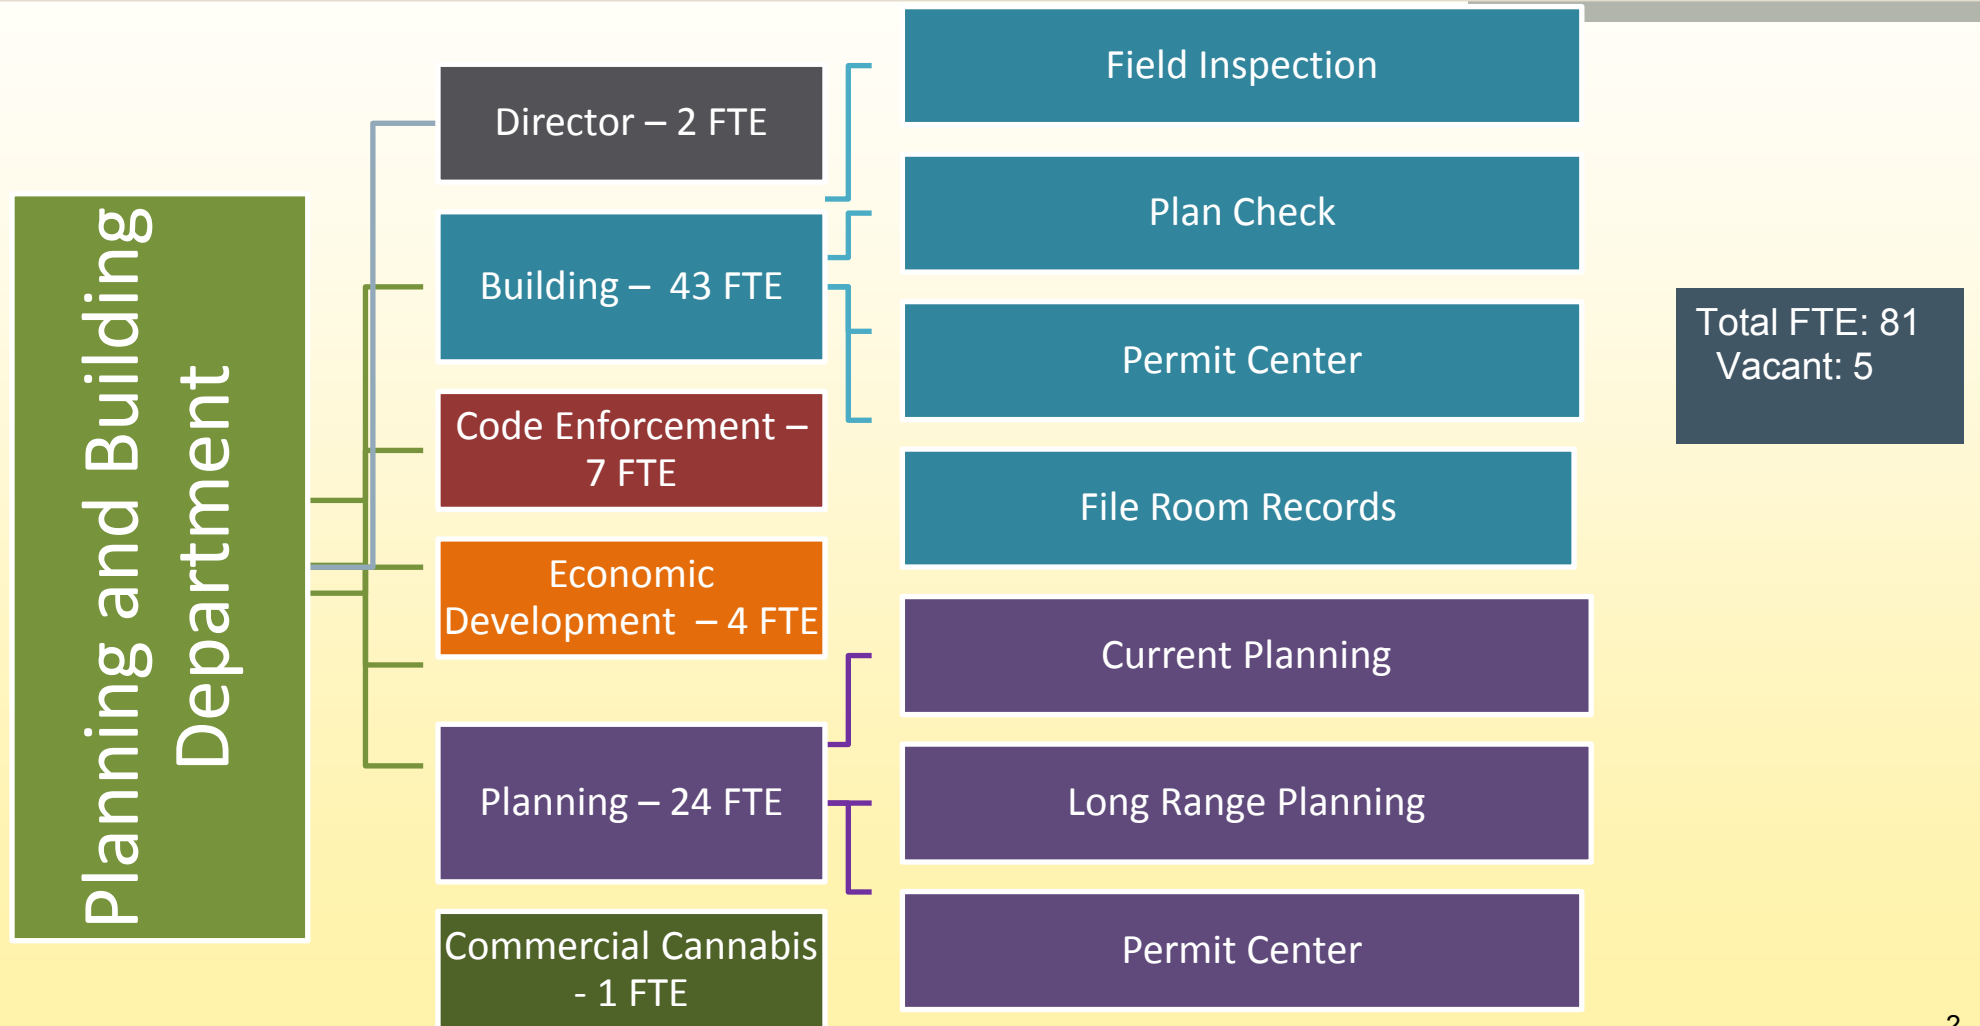 Planning and Building
Department
Director – 2 FTE
Building – 43 FTE
Code Enforcement –
7 FTE
Economic
Development – 4 FTE
Planning – 24 FTE
Commercial Cannabis
- 1 FTE
Field Inspection
Plan Check
Permit Center
File Room Records
Current Planning
Long Range Planning
Permit Center
Total FTE: 81
Vacant: 5
2